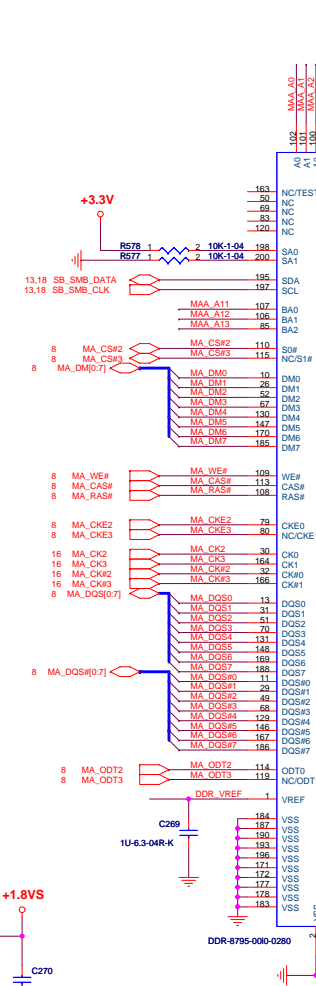 MAA_A0
MAA_A1
MAA_A2
102
101
100
A0
A1
163 NC/TEST
50 NC
69 NC
83 NC
120 NC
+3.3V
R578 1 2 10K-1-04 198 SA0
R577 1 2 10K-1-04 200 SA1
13,18 SB_SMB_DATA 195 SDA
13,18 SB_SMB_CLK 197 SCL
MAA_A11 107 BA0
MAA_A12 106 BA1
MAA_A13 85 BA2
8 MA_CS#2 MA_CS#2 110 S0#
8 MA_CS#3 MA_CS#3 115 NC/S1#
8 MA_DM[0:7]
MA_DM0 10 DM0
MA_DM1 26 DM1
MA_DM2 52 DM2
MA_DM3 67 DM3
MA_DM4 130 DM4
MA_DM5 147 DM5
MA_DM6 170 DM6
MA_DM7 185 DM7
8 MA_WE# MA_WE# 109 WE#
8 MA_CAS# MA_CAS# 113 CAS#
8 MA_RAS# MA_RAS# 108 RAS#
8 MA_CKE2 MA_CKE2 79 CKE0
8 MA_CKE3 MA_CKE3 80 NC/CKE1
16 MA_CK2 MA_CK2 30 CK0
16 MA_CK3 MA_CK3 164 CK1
16 MA_CK#2 MA_CK#2 32 CK#0
16 MA_CK#3 MA_CK#3 166 CK#1
8 MA_DQS[0:7]
MA_DQS0 13 DQS0
MA_DQS1 31 DQS1
MA_DQS2 51 DQS2
MA_DQS3 70 DQS3
MA_DQS4 131 DQS4
MA_DQS5 148 DQS5
MA_DQS6 169 DQS6
MA_DQS7 188 DQS7
8 MA_DQS#[0:7]
MA_DQS#0 11 DQS#0
MA_DQS#1 29 DQS#1
MA_DQS#2 49 DQS#2
MA_DQS#3 68 DQS#3
MA_DQS#4 129 DQS#4
MA_DQS#5 146 DQS#5
MA_DQS#6 167 DQS#6
MA_DQS#7 186 DQS#7
8 MA_ODT2 MA_ODT2 114 ODT0
8 MA_ODT3 MA_ODT3 119 NC/ODT
DDR_VREF 1 VREF
C269
1U-6.3-04R-K
184 VSS
187 VSS
190 VSS
193 VSS
196 VSS
171 VSS
172 VSS
177 VSS
178 VSS
183 VSS
+1.8VS
DDR-8795-00I0-0280
C270